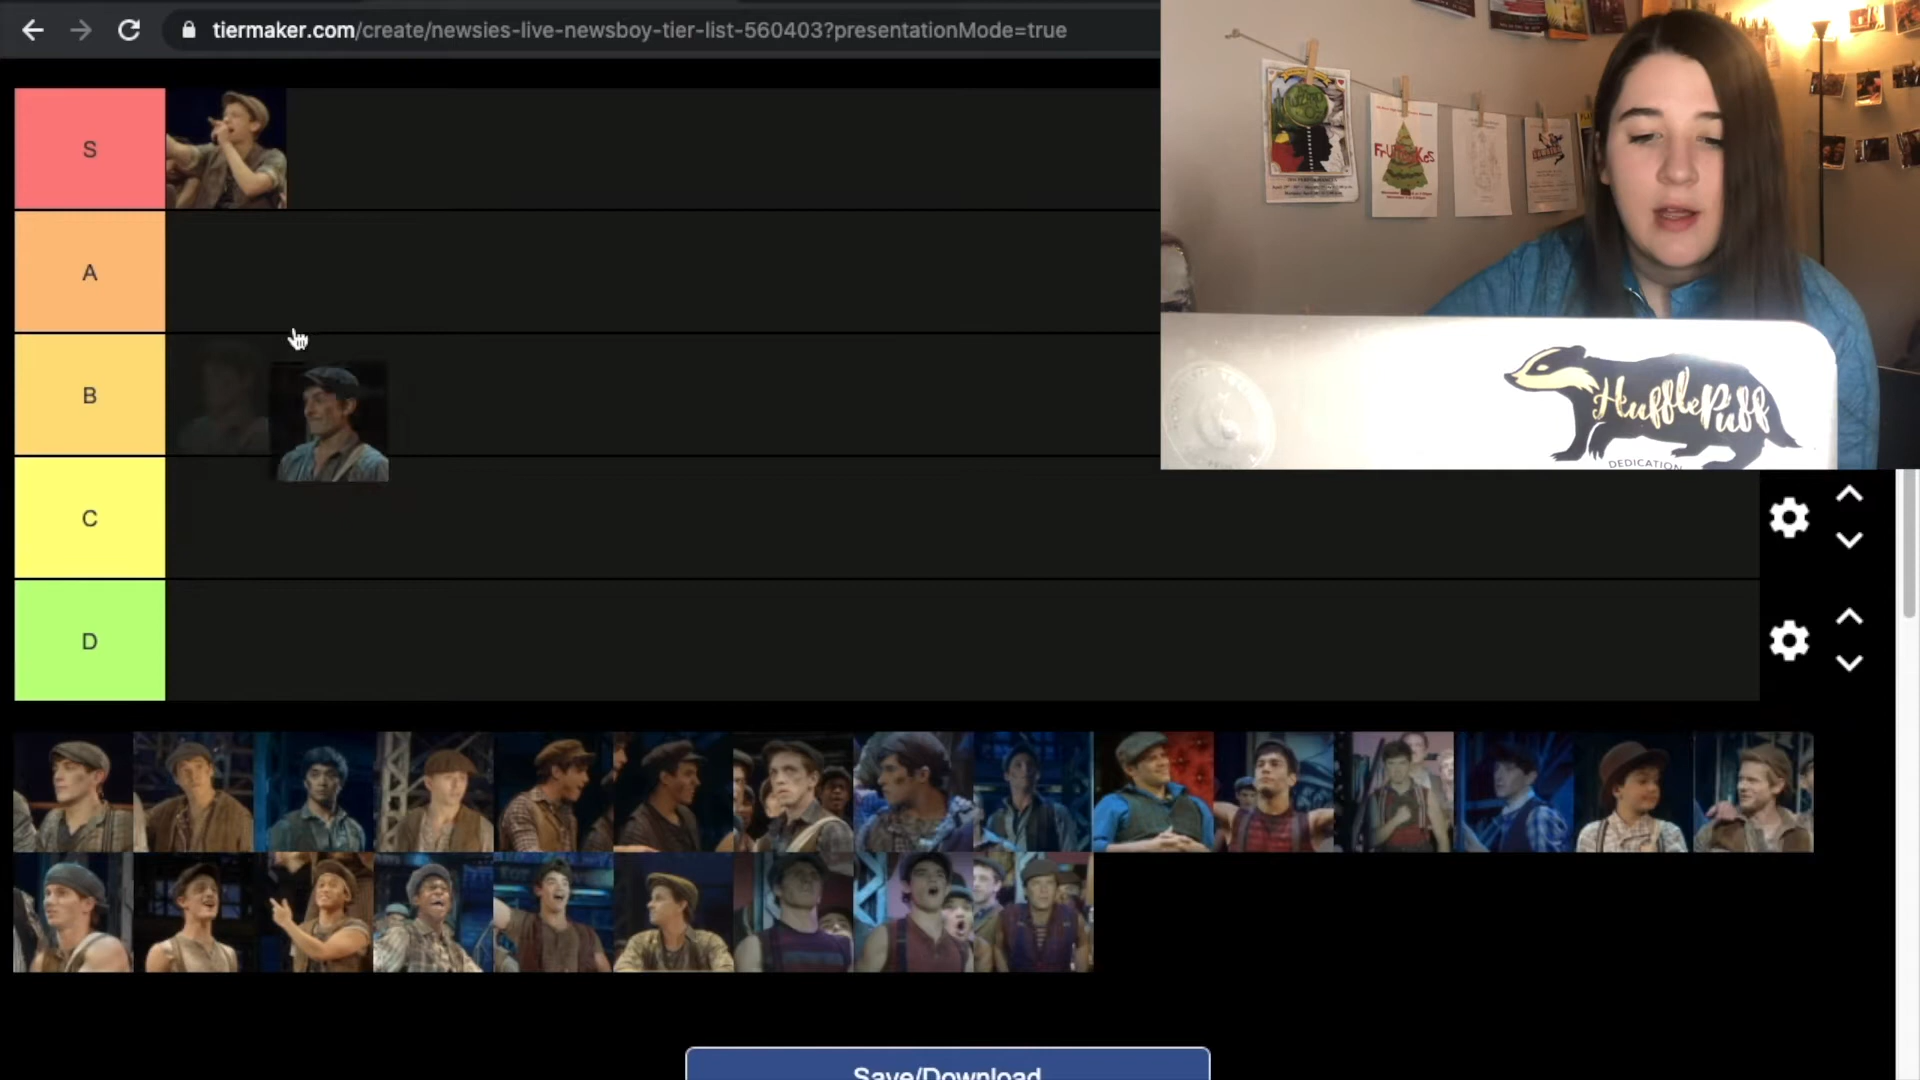 tiermaker.com/create/newsies-live-newsboy-tier-list-560403?presentationMode=true
S
A
B
C
D
HufflePuff
DEDICATION
Save/Download